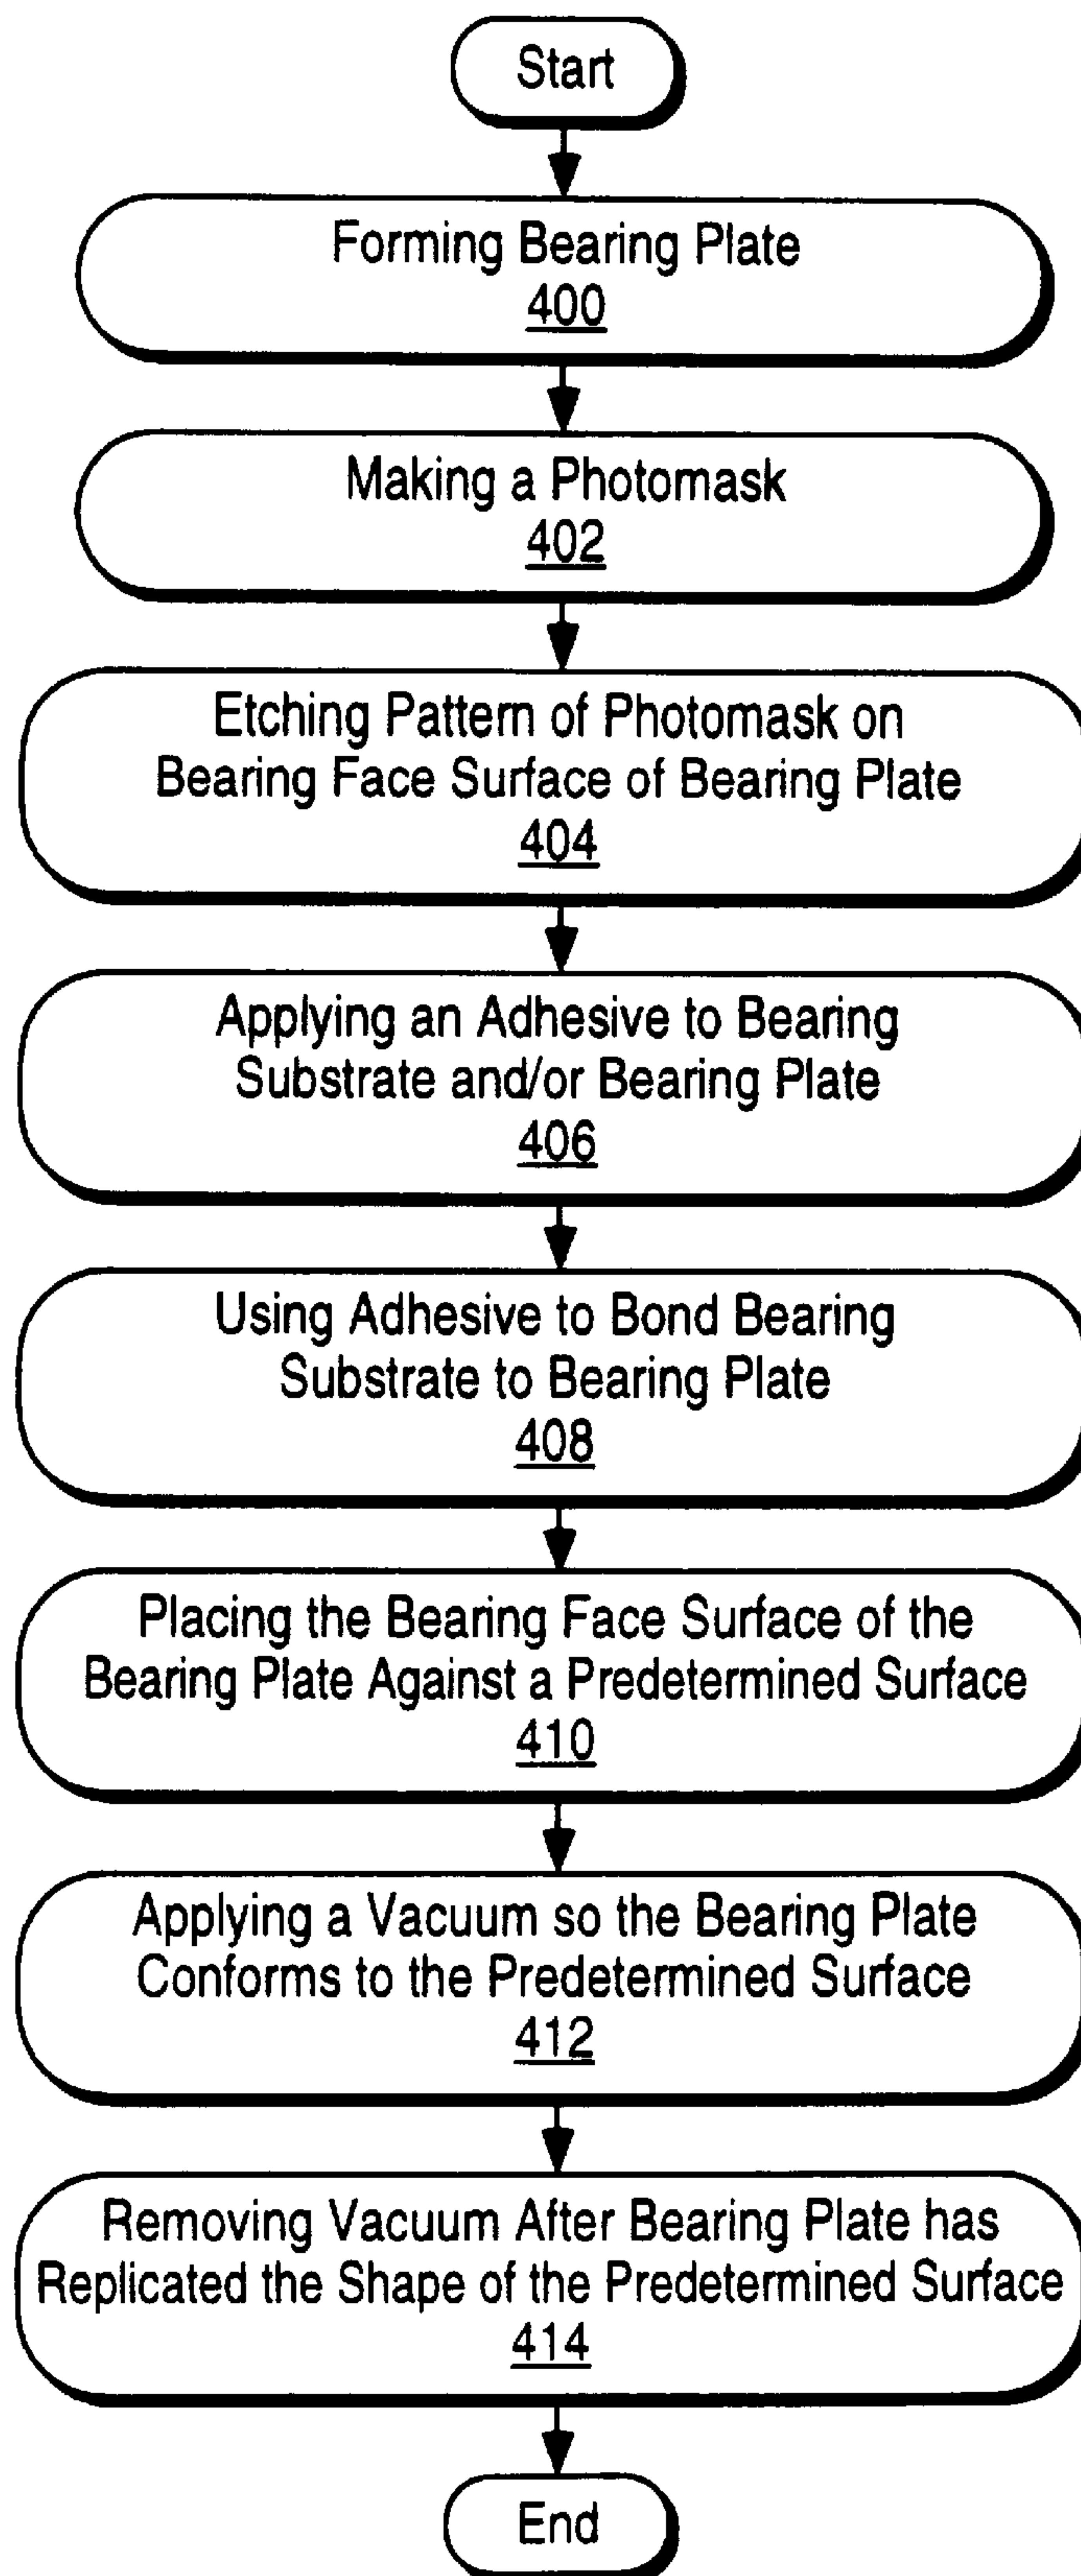 Start
Forming Bearing Plate
400
Making a Photomask
402
Etching Pattern of Photomask on
Bearing Face Surface of Bearing Plate
404
Applying an Adhesive to Bearing
Substrate and/or Bearing Plate
406
Using Adhesive to Bond Bearing
Substrate to Bearing Plate
408
Placing the Bearing Face Surface of the
Bearing Plate Against a Predetermined Surface
410
Applying a Vacuum so the Bearing Plate
Conforms to the Predetermined Surface
412
Removing Vacuum After Bearing Plate has
Replicated the Shape of the Predetermined Surface
414
End